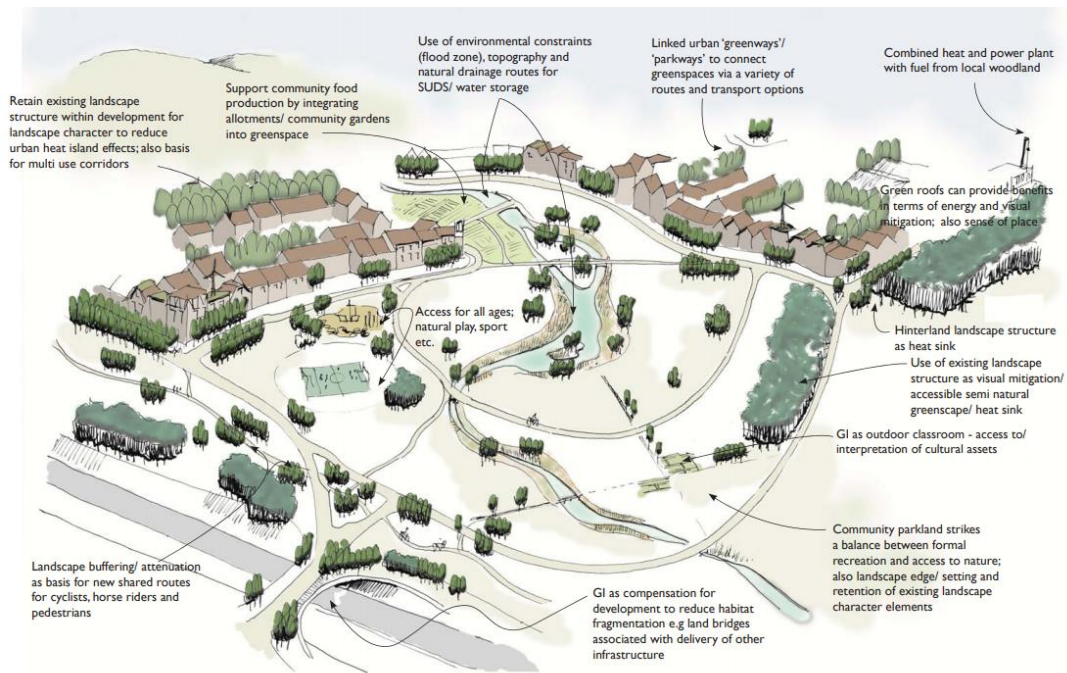 Use of environmental constraints
(flood zone), topography and
natural drainage routes for
SUDS/ water storage
Linked urban ‘greenways’/
‘parkways’ to connect
greenspaces via a variety of
routes and transport options
Combined heat and power plant
with fuel from local woodland
Retain existing landscape
structure within development for
landscape character to reduce
urban heat island effects; also basis
for multi use corridors
Support community food
production by integrating
allotments/ community gardens
into greenspace
Green roofs can provide benefits
in terms of energy and visual
mitigation; also sense of place
Access for all ages;
natural play, sport
etc.
Hinterland landscape structure
as heat sink
Use of existing landscape
structure as visual mitigation/
accessible semi natural
greenscape/ heat sink
GI as outdoor classroom - access to/
interpretation of cultural assets
Community parkland strikes
a balance between formal
recreation and access to nature;
also landscape edge/ setting and
retention of existing landscape
character elements
Landscape buffering/ attenuation
as basis for new shared routes
for cyclists, horse riders and
pedestrians
GI as compensation for
development to reduce habitat
fragmentation e.g land bridges
associated with delivery of other
infrastructure